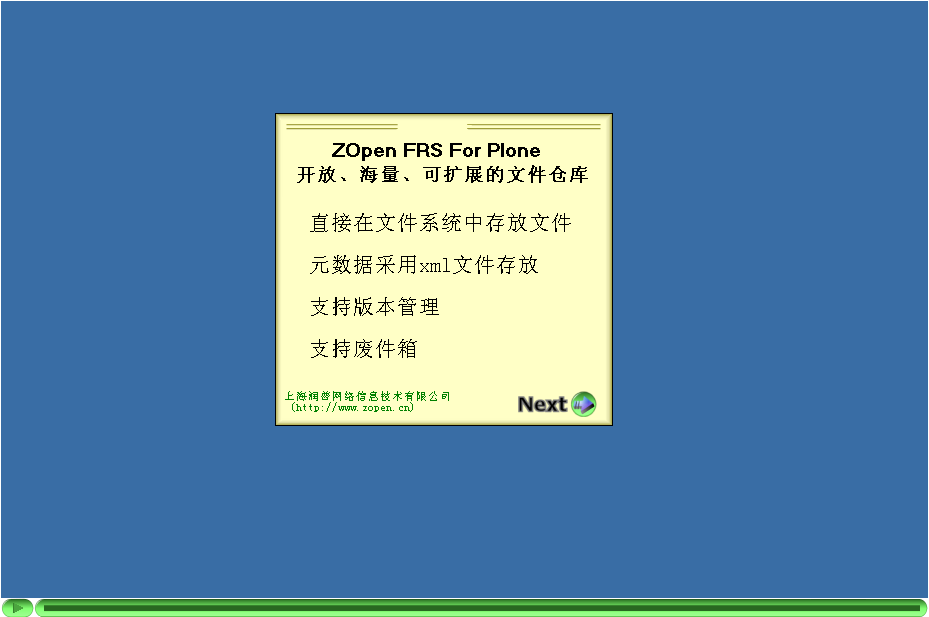 ZOpen FRS For Plone
开放、海量、可扩展的文件仓库
直接在文件系统中存放文件
元数据采用xml文件存放
支持版本管理
支持废件箱
上海润普网络信息技术有限公司
(http://www.zopen.cn)
Next